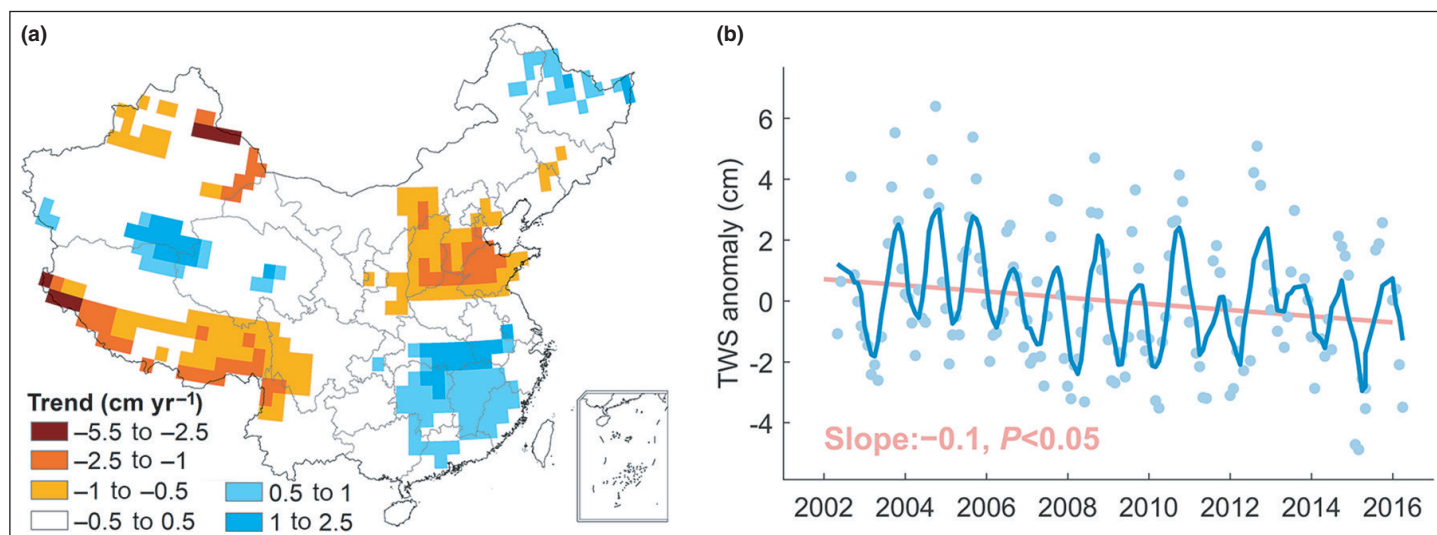 (a)
Trend (cm yr⁻¹)
−5.5 to −2.5
−2.5 to −1
−1 to −0.5
−0.5 to 0.5
0.5 to 1
1 to 2.5
(b)
TWS anomaly (cm)
6
4
2
0
-2
-4
Slope:−0.1, P<0.05
2002 2004 2006 2008 2010 2012 2014 2016